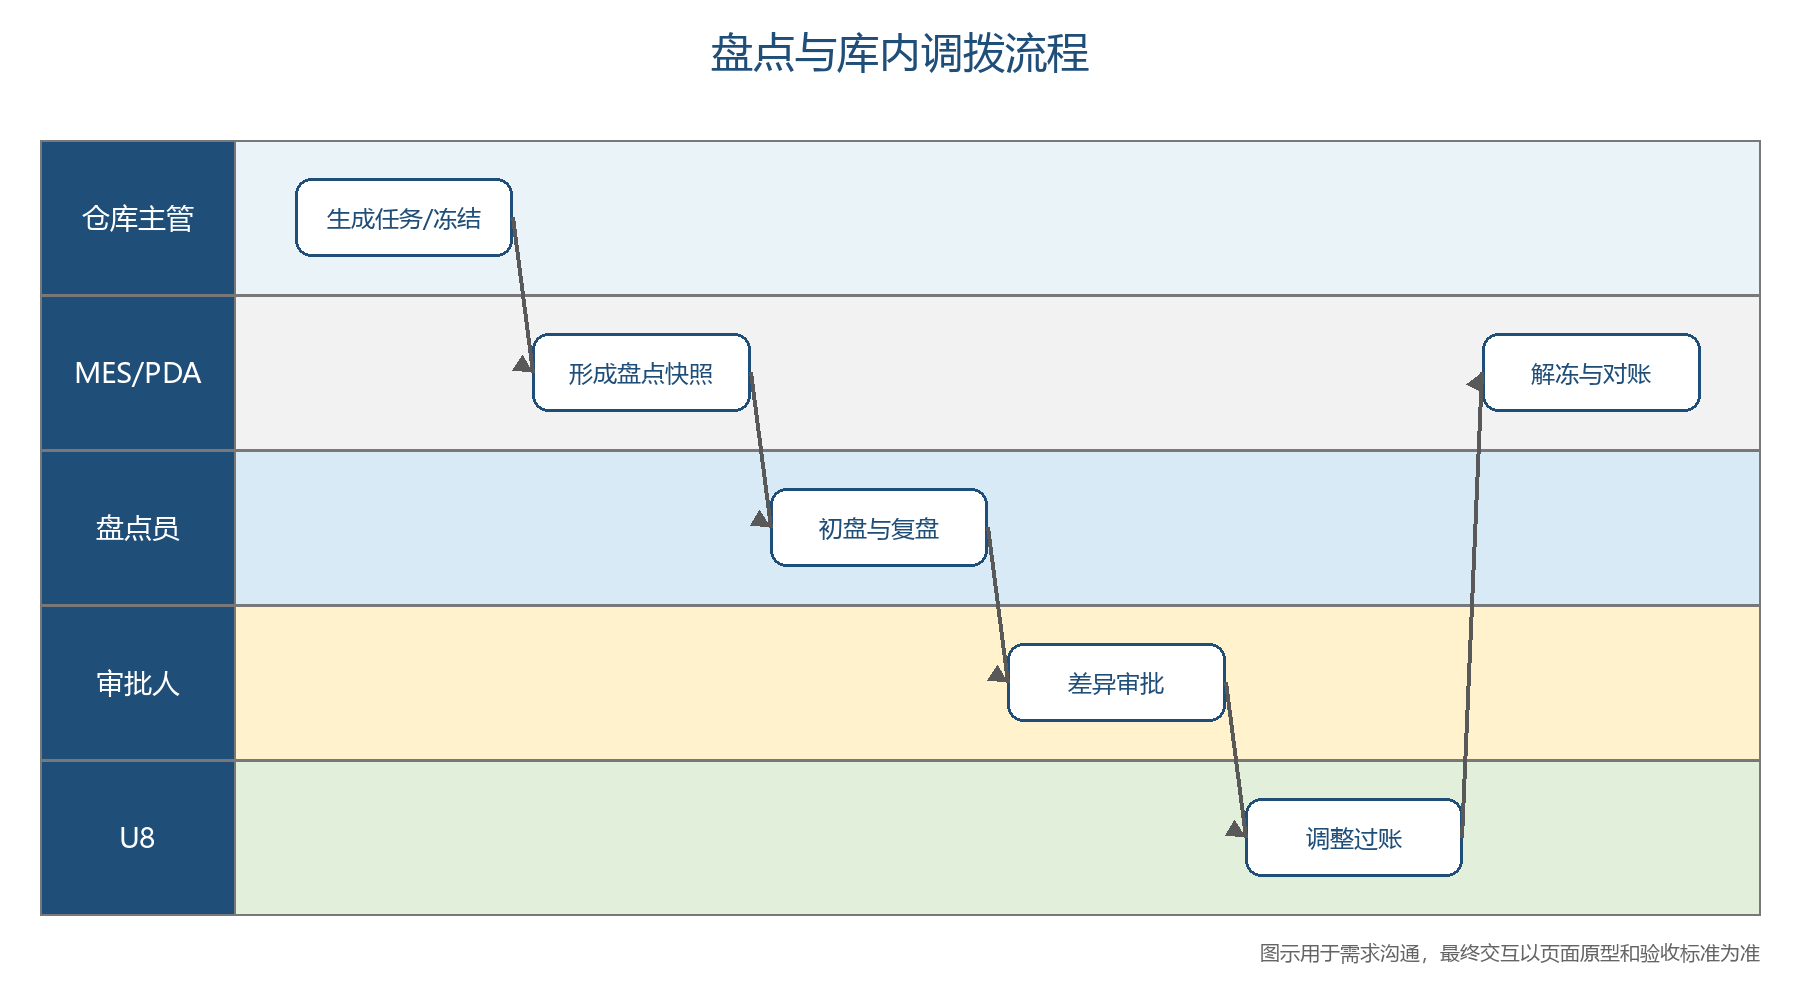 盘点与库内调拨流程
仓库主管
生成任务/冻结
MES/PDA
形成盘点快照
解冻与对账
盘点员
初盘与复盘
审批人
差异审批
U8
调整过账
图示用于需求沟通，最终交互以页面原型和验收标准为准